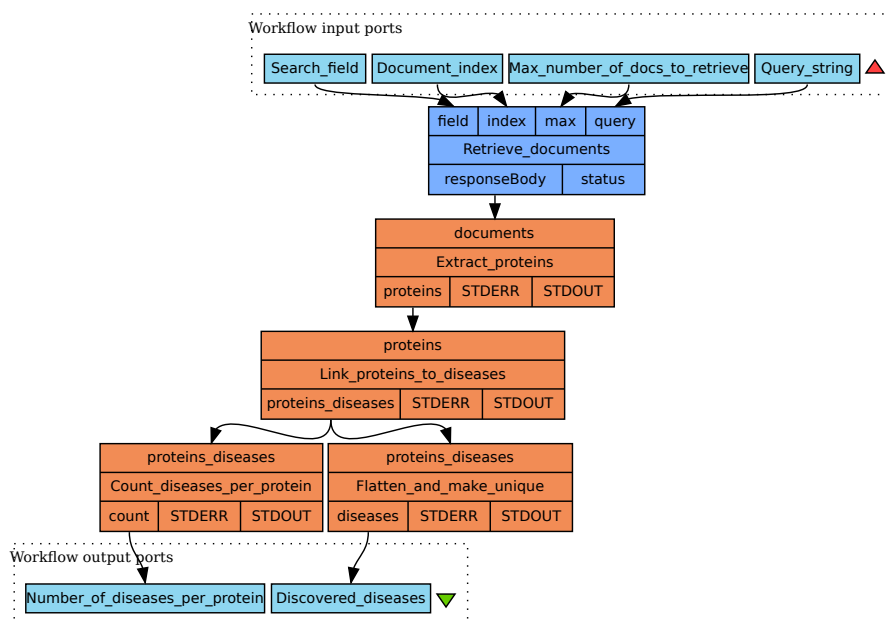 Workflow input ports
Search_field Document_index Max_number_of_docs_to_retrieve Query_string
field index max query
Retrieve_documents
responseBody status
documents
Extract_proteins
proteins STDERR STDOUT
proteins
Link_proteins_to_diseases
proteins_diseases STDERR STDOUT
proteins_diseases proteins_diseases
Count_diseases_per_protein Flatten_and_make_unique
count STDERR STDOUT diseases STDERR STDOUT
Workflow output ports
Number_of_diseases_per_protein Discovered_diseases